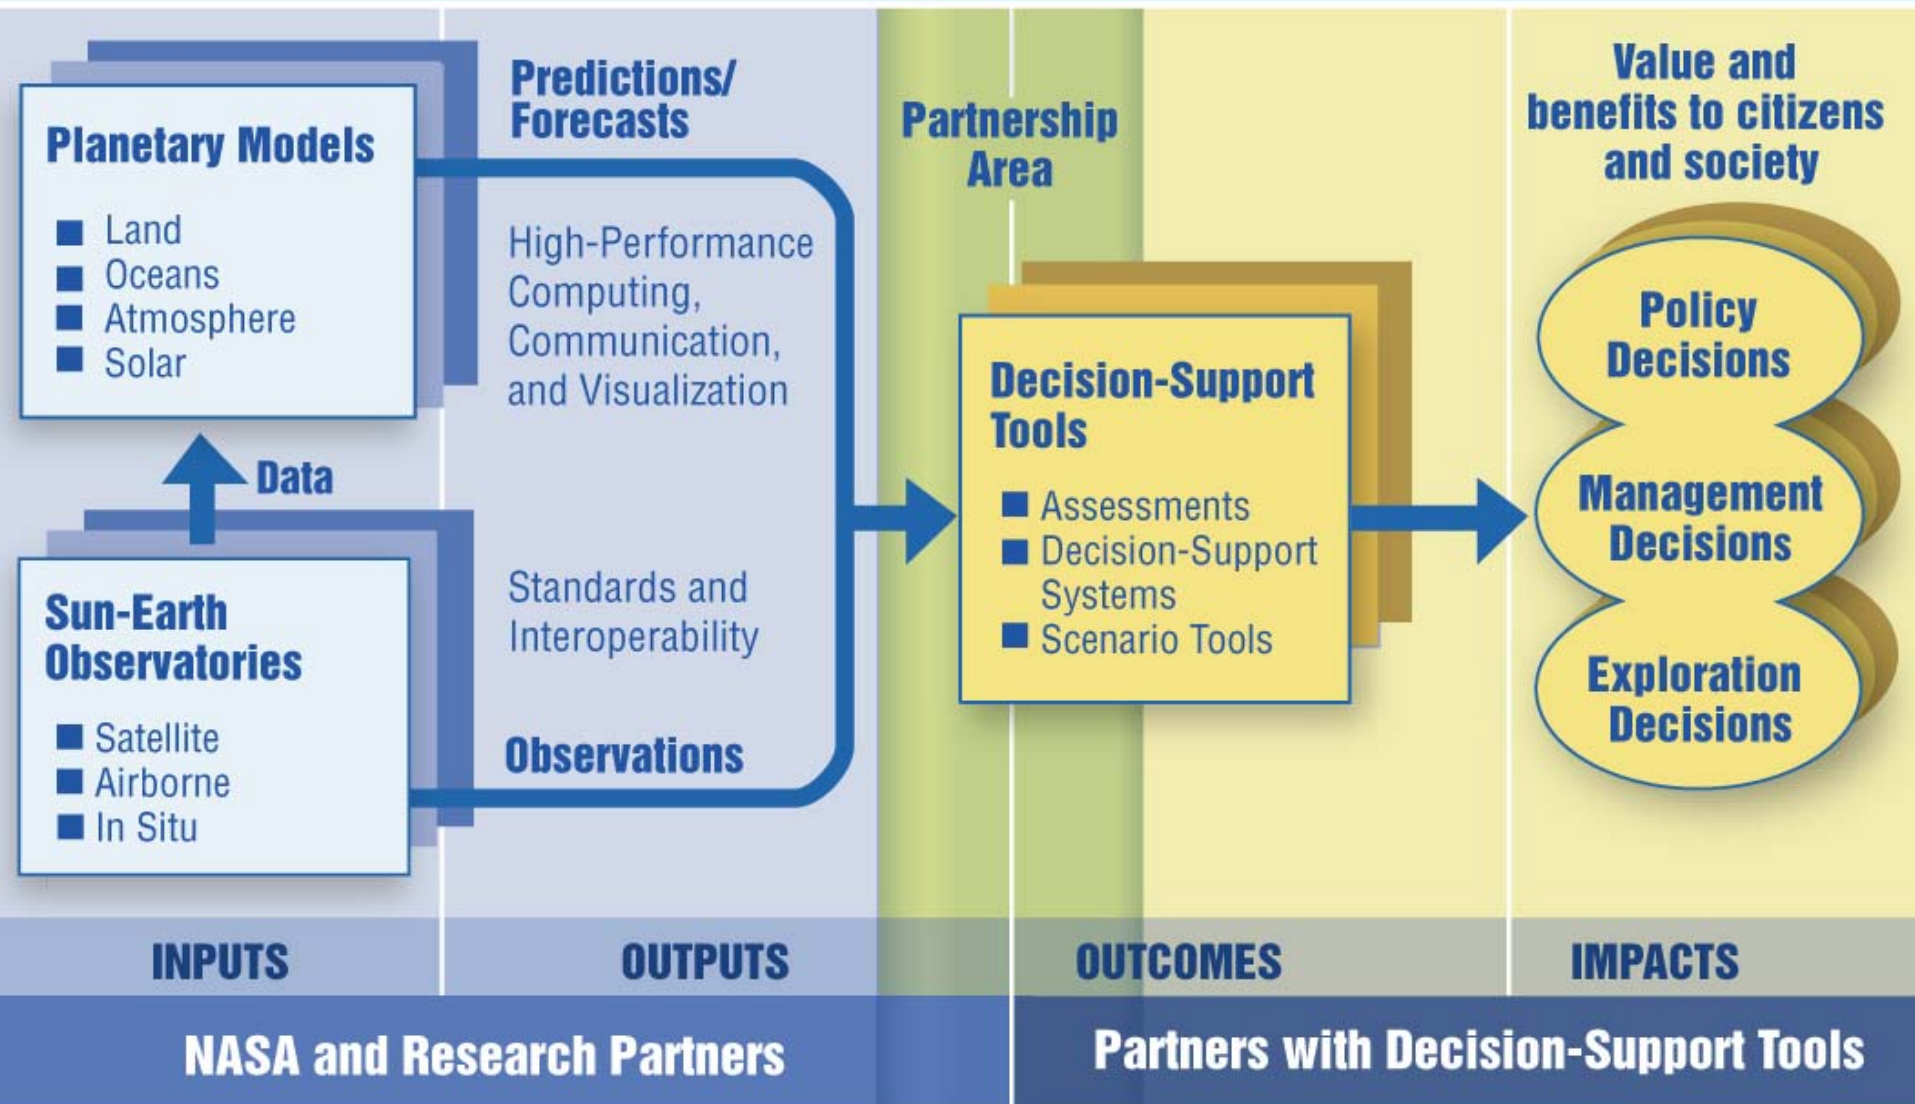 Planetary Models
Land
Oceans
Atmosphere
Solar
Data
Sun-Earth
Observatories
Satellite
Airborne
In Situ
Predictions/
Forecasts
High-Performance
Computing,
Communication,
and Visualization
Standards and
Interoperability
Observations
Partnership
Area
Decision-Support
Tools
Assessments
Decision-Support
Systems
Scenario Tools
Value and
benefits to citizens
and society
Policy
Decisions
Management
Decisions
Exploration
Decisions
INPUTS
OUTPUTS
OUTCOMES
IMPACTS
NASA and Research Partners
Partners with Decision-Support Tools